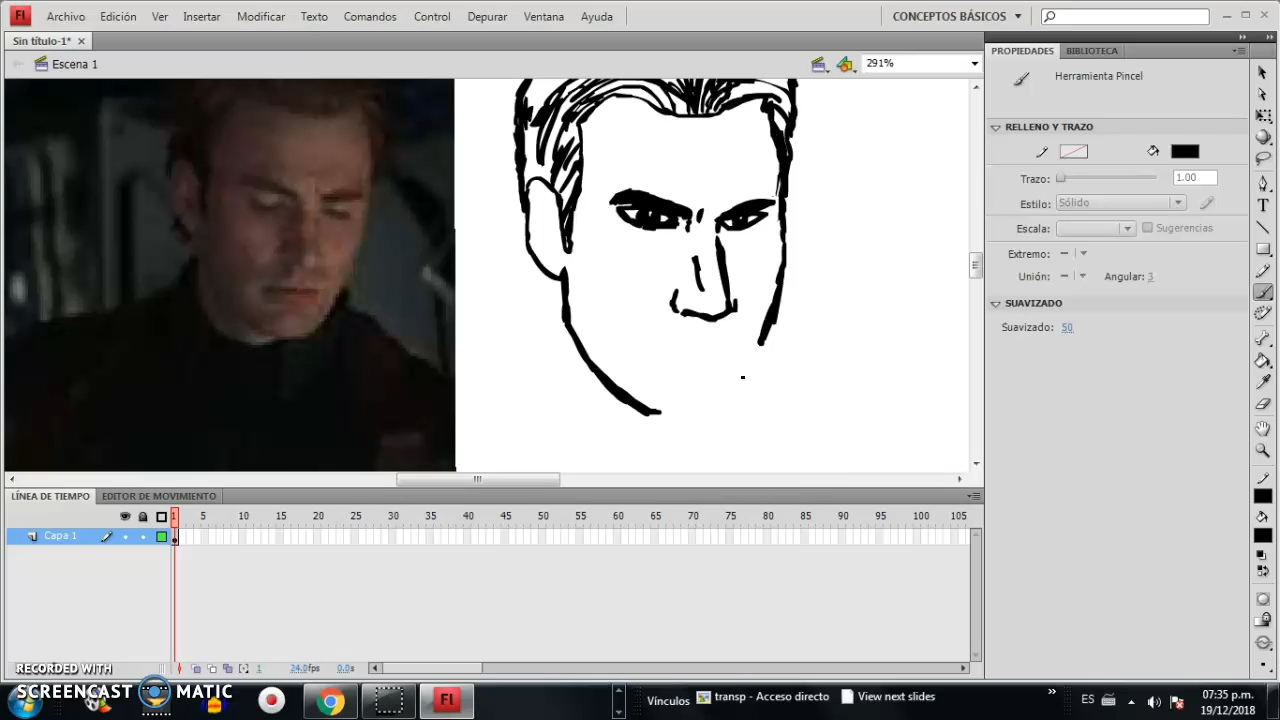 Fl Archivo Edición Ver Insertar Modificar Texto Comandos Control Depurar Ventana Ayuda CONCEPTOS BÁSICOS
Sin título-1*
Escena 1 291%
PROPIEDADES BIBLIOTECA
Herramienta Pincel
RELLENO Y TRAZO
Trazo: 1.00
Estilo: Sólido
Escala: Sugerencias
Extremo:
Unión: Angular: 3
SUAVIZADO
Suavizado: 50
LÍNEA DE TIEMPO EDITOR DE MOVIMIENTO
1 5 10 15 20 25 30 35 40 45 50 55 60 65 70 75 80 85 90 95 100 105
Capa 1
1 24.0fps 0.0s
RECORDED WITH
SCREENCAST MATIC
Fl
Vínculos transp - Acceso directo View next slides
ES
07:35 p.m.
19/12/2018